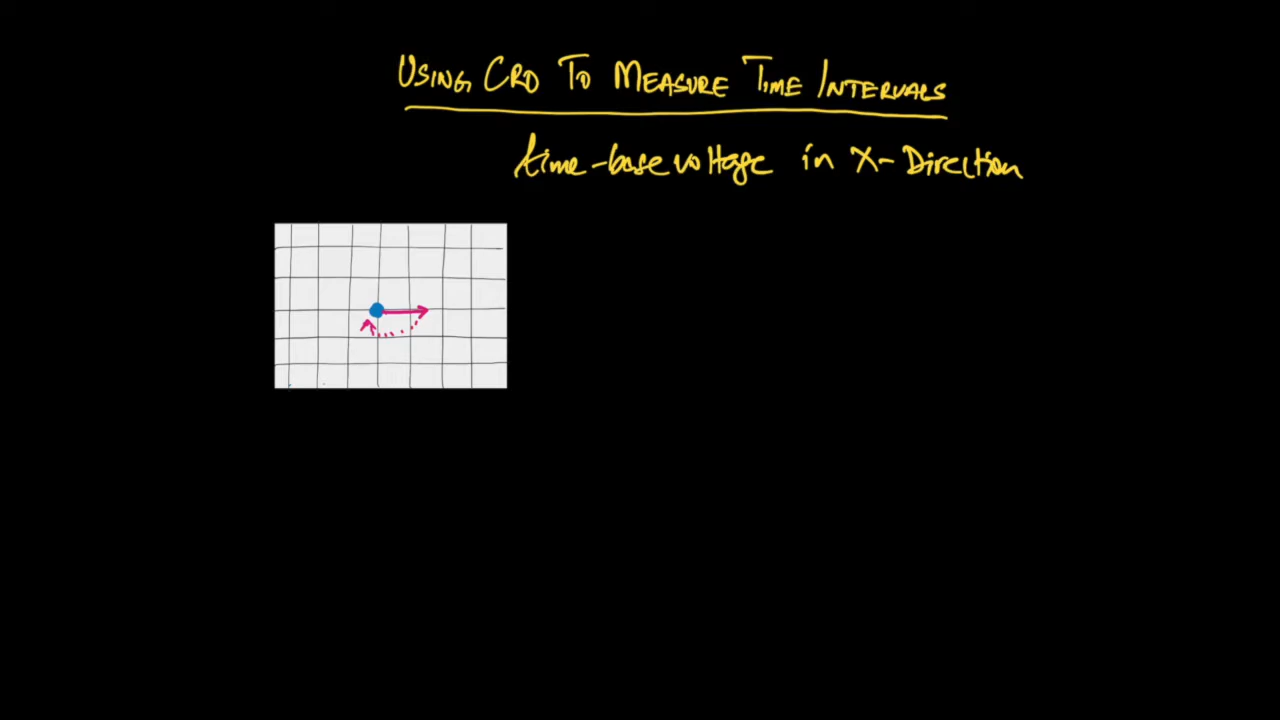 USING CRO TO MEASURE TIME INTERVALS
time-base voltage in X-Direction